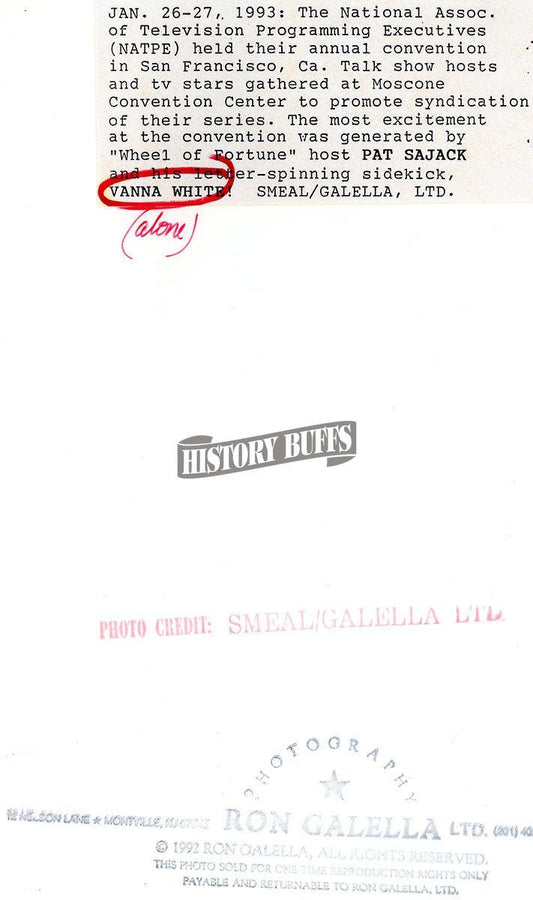 JAN. 26-27, 1993: The National Assoc.
of Television Programming Executives
(NATPE) held their annual convention
in San Francisco, Ca. Talk show hosts
and tv stars gathered at Moscone
Convention Center to promote syndication
of their series. The most excitement
at the convention was generated by
"Wheel of Fortune" host PAT SAJACK
and his letter-spinning sidekick,
VANNA WHITE! SMEAL/GALELLA, LTD.
(alone)
HISTORY BUFFS
PHOTO CREDIT: SMEAL/GALELLA LTD
PHOTOGRAPHY
NELSON LANE ★ MONTVILLE, RON GALELLA LTD. (201) 40
© 1992 RON GALELLA, ALL RIGHTS RESERVED.
THIS PHOTO SOLD FOR ONE TIME REPRODUCTION RIGHTS ONLY
PAYABLE AND RETURNABLE TO RON GALELLA, LTD.